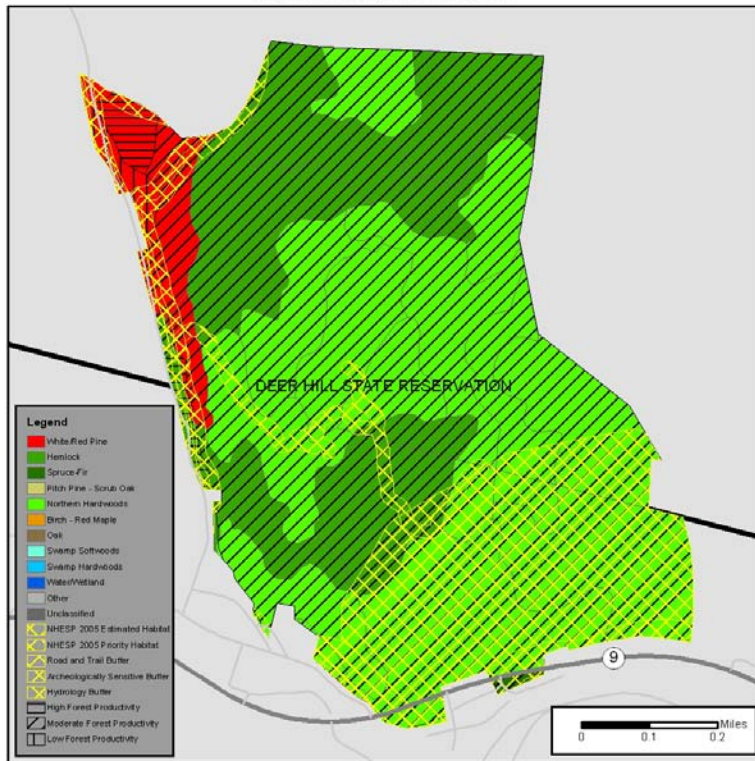 DEER HILL STATE RESERVATION
Legend
White/Red Pine
Hemlock
Spruce-Fir
Pitch Pine - Scrub Oak
Northern Hardwoods
Birch - Red Maple
Oak
Swamp Softwoods
Swamp Hardwoods
Water/Wetland
Other
Unclassified
NHESP 2005 Estimated Habitat
NHESP 2005 Priority Habitat
Road and Trail Buffer
Archeologically Sensitive Buffer
Hydrology Buffer
High Forest Productivity
Moderate Forest Productivity
Low Forest Productivity
9
Miles
0 0.1 0.2